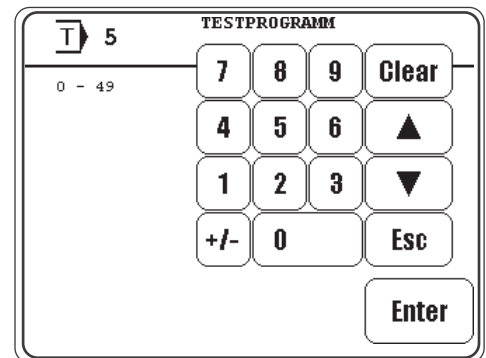 T 5
TESTPROGRAMM
0 - 49
7 8 9 Clear
4 5 6
1 2 3
+/- 0 Esc
Enter